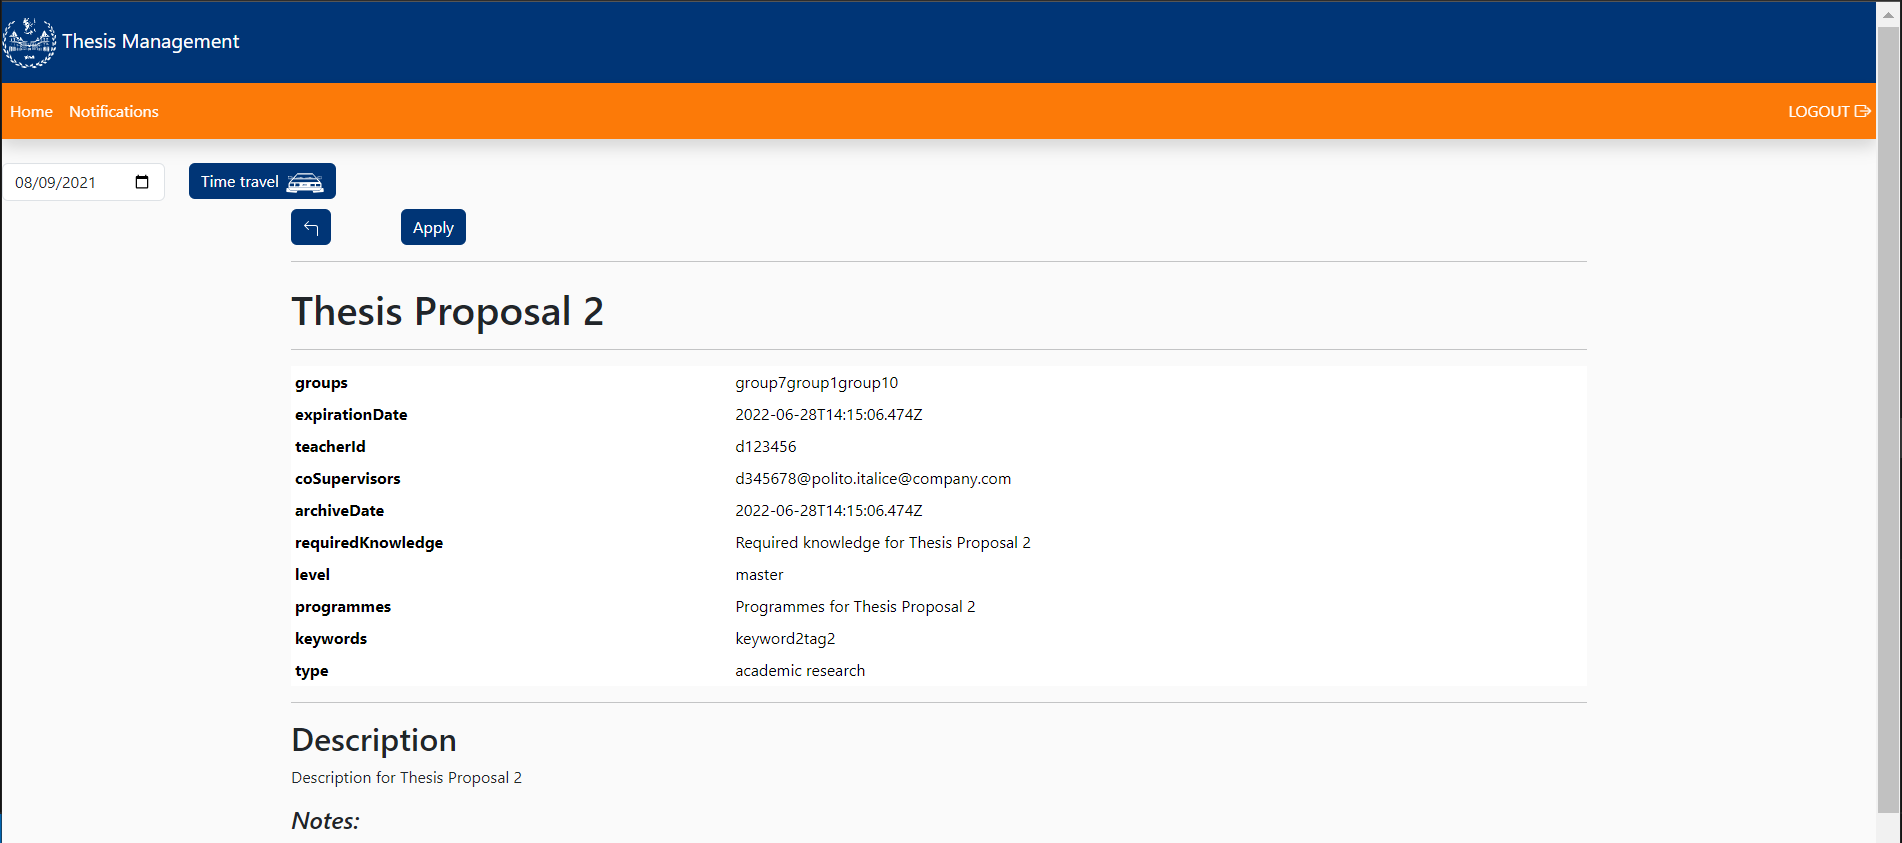 Thesis Management
Home Notifications LOGOUT
08/09/2021 Time travel
Apply
Thesis Proposal 2
groups group7group1group10
expirationDate 2022-06-28T14:15:06.474Z
teacherId d123456
coSupervisors d345678@polito.italice@company.com
archiveDate 2022-06-28T14:15:06.474Z
requiredKnowledge Required knowledge for Thesis Proposal 2
level master
programmes Programmes for Thesis Proposal 2
keywords keyword2tag2
type academic research
Description
Description for Thesis Proposal 2
Notes: